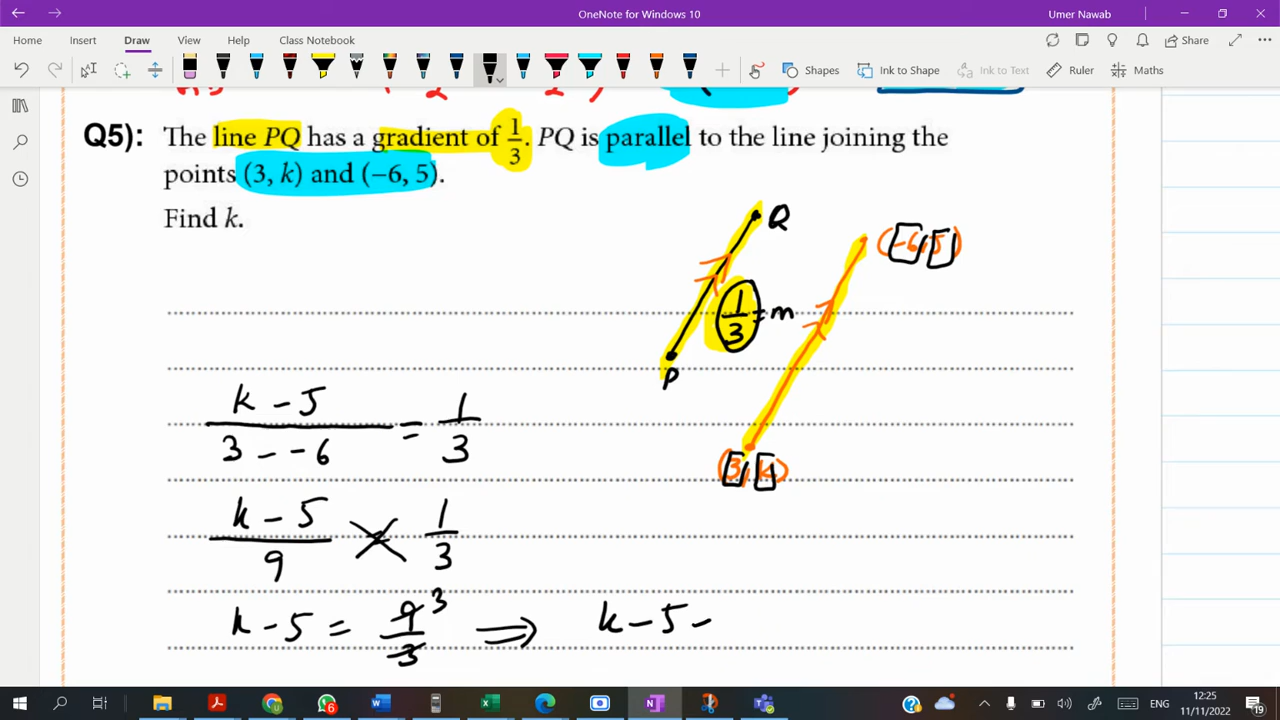 OneNote for Windows 10
Umer Nawab
Home Insert Draw View Help Class Notebook
Share
Shapes Ink to Shape Ink to Text Ruler Maths
Q5): The line PQ has a gradient of 1/3. PQ is parallel to the line joining the
points (3, k) and (−6, 5).
Find k.
Q
(-6, 5)
1/3 = m
P
(3, k)
k - 5 / 3 - - 6 = 1/3
k - 5 / 9 = 1/3
k - 5 = 9/3 3 ⇒ k - 5 -
ENG
12:25
11/11/2022
19
6